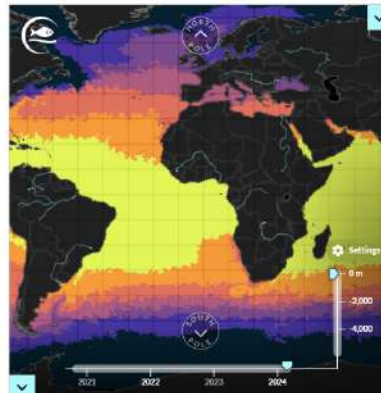 NORTH
POLE
Settings
0 m
-2,000
-4,000
SOUTH
POLE
2021 2022 2023 2024